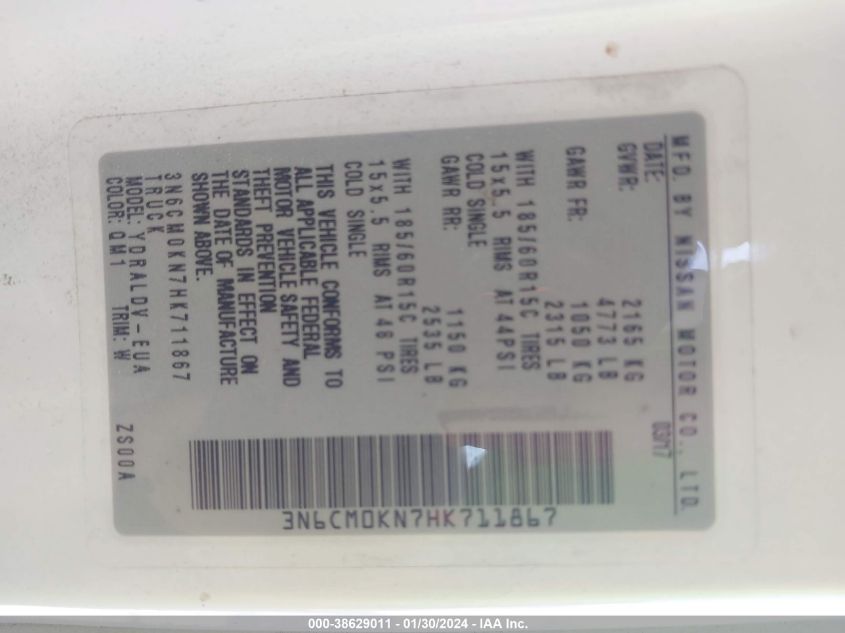 MFD. BY NISSAN MOTOR CO., LTD.
DATE: 03/17
GVWR: 2165 KG
4773 LB
GAWR FR: 1050 KG
2315 LB
WITH 185/60R15C TIRES
15x5.5 RIMS AT 44PSI
COLD SINGLE
GAWR RR: 1150 KG
2535 LB
WITH 185/60R15C TIRES
15x5.5 RIMS AT 48 PSI
COLD SINGLE
THIS VEHICLE CONFORMS TO
ALL APPLICABLE FEDERAL
MOTOR VEHICLE SAFETY AND
THEFT PREVENTION
STANDARDS IN EFFECT ON
THE DATE OF MANUFACTURE
SHOWN ABOVE.
3N6CM0KN7HK711867
TRUCK
MODEL: YDRALDV-EUA
COLOR: QM1 TRIM: W ZS00A
3N6CM0KN7HK711867
000-38629011 - 01/30/2024 - IAA Inc.